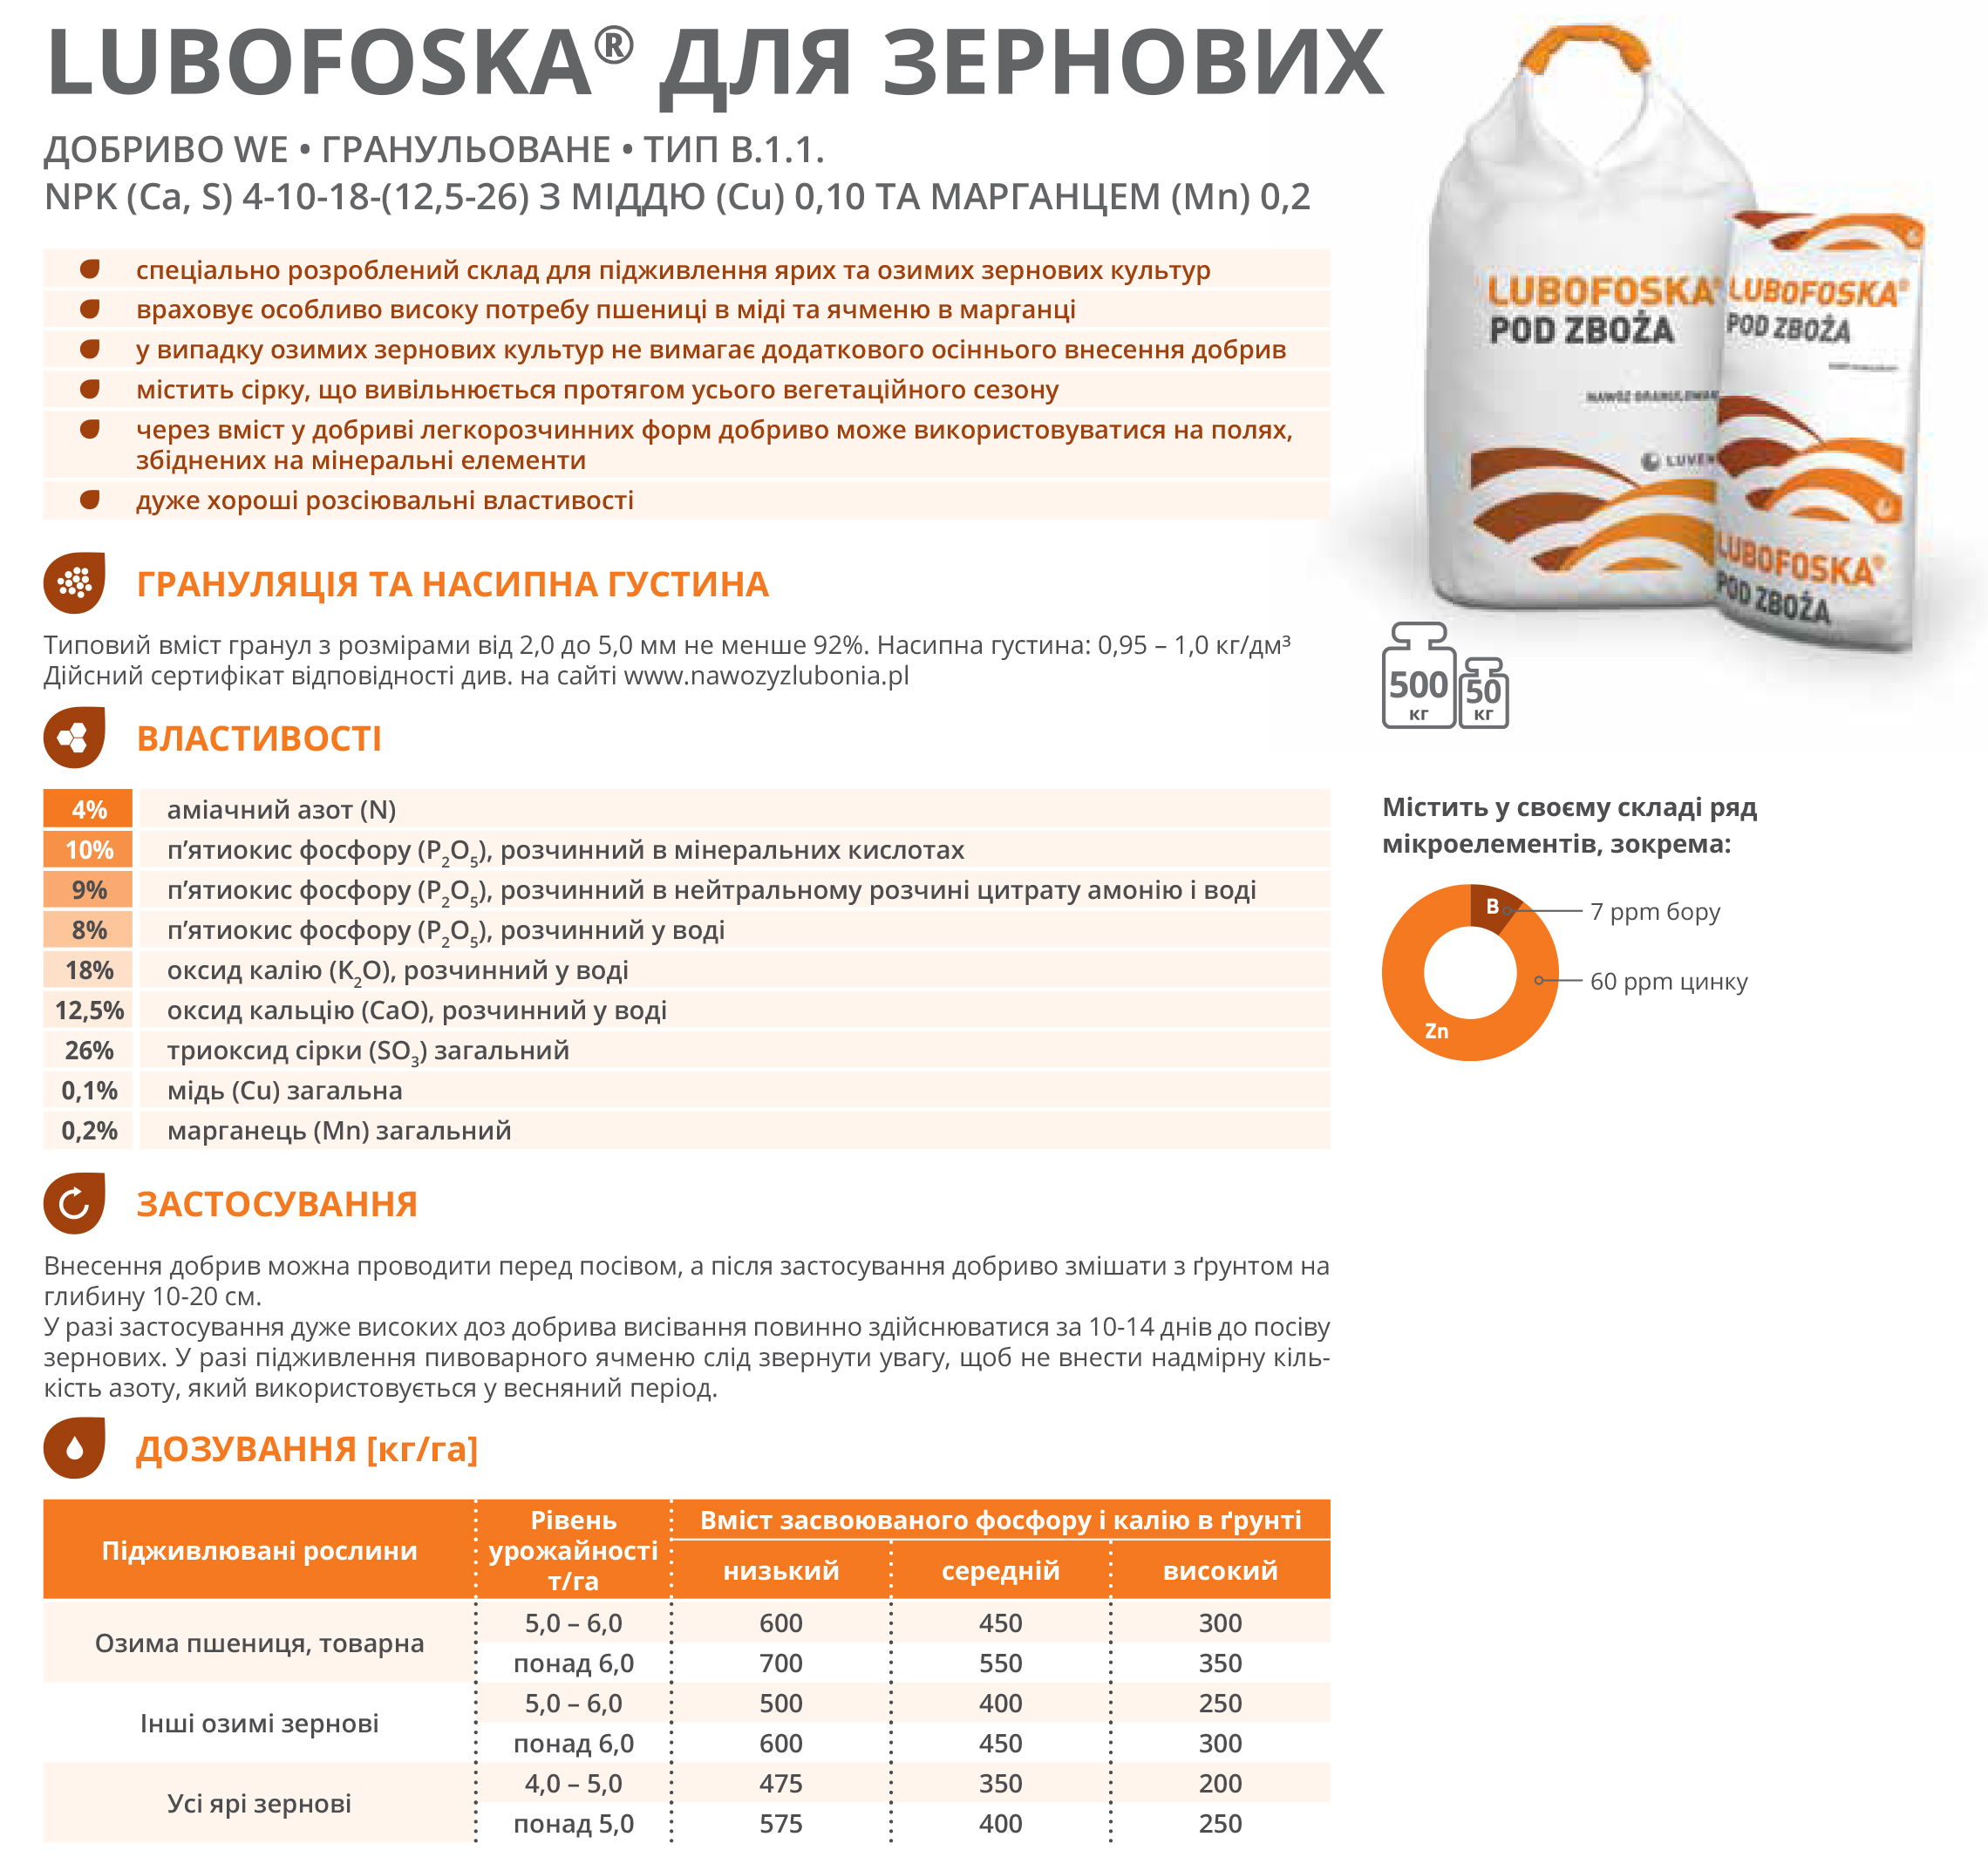 LUBOFOSKA® ДЛЯ ЗЕРНОВИХ
ДОБРИВО WE • ГРАНУЛЬОВАНЕ • ТИП В.1.1.
NPK (Ca, S) 4-10-18-(12,5-26) З МІДДЮ (Cu) 0,10 ТА МАРГАНЦЕМ (Mn) 0,2
спеціально розроблений склад для підживлення ярих та озимих зернових культур
враховує особливо високу потребу пшениці в міді та ячменю в марганці
у випадку озимих зернових культур не вимагає додаткового осіннього внесення добрив
містить сірку, що вивільнюється протягом усього вегетаційного сезону
через вміст у добриві легкорозчинних форм добриво може використовуватися на полях,
збіднених на мінеральні елементи
дуже хороші розсіювальні властивості
LUBOFOSKA®
POD ZBOŻA
LUBOFOSKA®
POD ZBOŻA
LUBOFOSKA®
POD ZBOŻA
500 кг
50 кг
ГРАНУЛЯЦІЯ ТА НАСИПНА ГУСТИНА
Типовий вміст гранул з розмірами від 2,0 до 5,0 мм не менше 92%. Насипна густина: 0,95 – 1,0 кг/дм³
Дійсний сертифікат відповідності див. на сайті www.nawozyzlubonia.pl
ВЛАСТИВОСТІ
4% аміачний азот (N)
10% п’ятиокис фосфору (P₂O₅), розчинний в мінеральних кислотах
9% п’ятиокис фосфору (P₂O₅), розчинний в нейтральному розчині цитрату амонію і воді
8% п’ятиокис фосфору (P₂O₅), розчинний у воді
18% оксид калію (K₂O), розчинний у воді
12,5% оксид кальцію (CaO), розчинний у воді
26% триоксид сірки (SO₃) загальний
0,1% мідь (Cu) загальна
0,2% марганець (Mn) загальний
Містить у своєму складі ряд
мікроелементів, зокрема:
B
7 ppm бору
60 ppm цинку
Zn
ЗАСТОСУВАННЯ
Внесення добрив можна проводити перед посівом, а після застосування добриво змішати з ґрунтом на
глибину 10-20 см.
У разі застосування дуже високих доз добрива висівання повинно здійснюватися за 10-14 днів до посіву
зернових. У разі підживлення пивоварного ячменю слід звернути увагу, щоб не внести надмірну кіль-
кість азоту, який використовується у весняний період.
ДОЗУВАННЯ [кг/га]
Підживлювані рослини
Рівень
урожайності
т/га
Вміст засвоюваного фосфору і калію в ґрунті
низький середній високий
Озима пшениця, товарна
5,0 – 6,0 600 450 300
понад 6,0 700 550 350
Інші озимі зернові
5,0 – 6,0 500 400 250
понад 6,0 600 450 300
Усі ярі зернові
4,0 – 5,0 475 350 200
понад 5,0 575 400 250